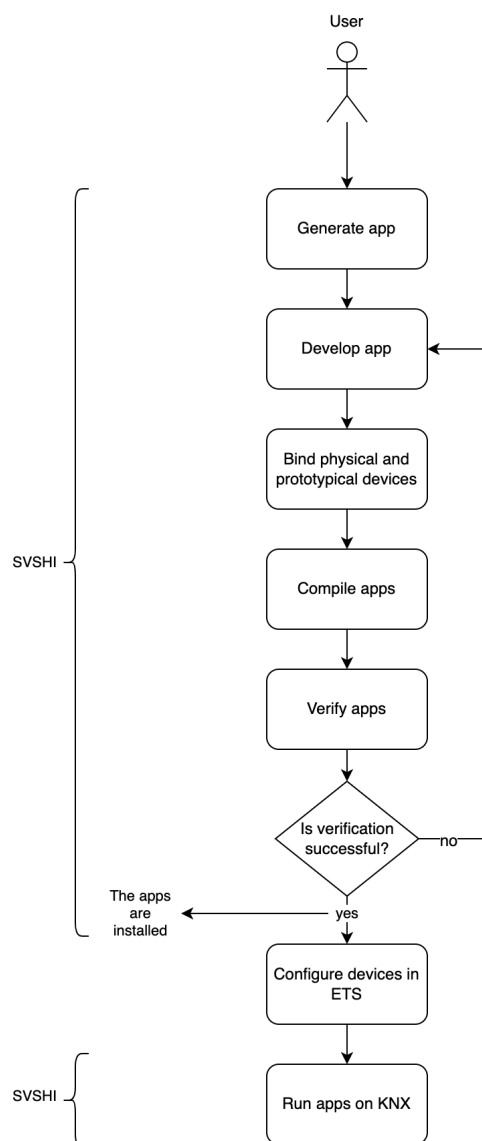 User
Generate app
Develop app
Bind physical and
prototypical devices
SVSHI
Compile apps
Verify apps
Is verification
successful?
no
The apps
are
installed
yes
Configure devices in
ETS
SVSHI
Run apps on KNX